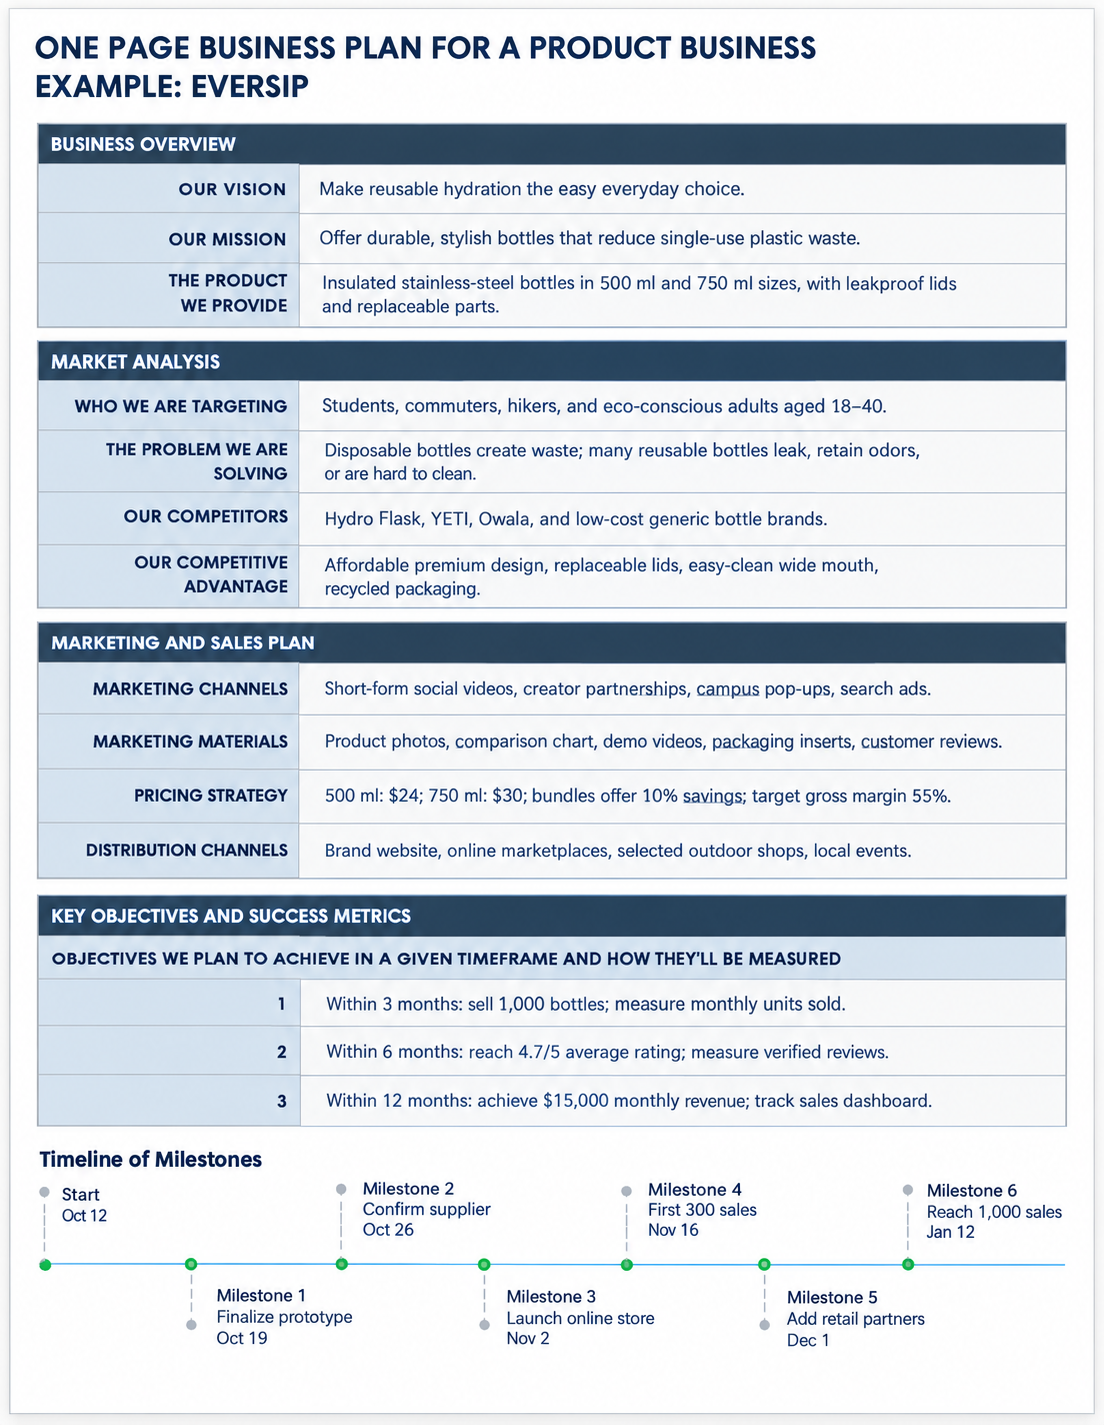 ONE PAGE BUSINESS PLAN FOR A PRODUCT BUSINESS
EXAMPLE: EVERSIP
BUSINESS OVERVIEW
OUR VISION
Make reusable hydration the easy everyday choice.
OUR MISSION
Offer durable, stylish bottles that reduce single-use plastic waste.
THE PRODUCT
WE PROVIDE
Insulated stainless-steel bottles in 500 ml and 750 ml sizes, with leakproof lids
and replaceable parts.
MARKET ANALYSIS
WHO WE ARE TARGETING
Students, commuters, hikers, and eco-conscious adults aged 18–40.
THE PROBLEM WE ARE
SOLVING
Disposable bottles create waste; many reusable bottles leak, retain odors,
or are hard to clean.
OUR COMPETITORS
Hydro Flask, YETI, Owala, and low-cost generic bottle brands.
OUR COMPETITIVE
ADVANTAGE
Affordable premium design, replaceable lids, easy-clean wide mouth,
recycled packaging.
MARKETING AND SALES PLAN
MARKETING CHANNELS
Short-form social videos, creator partnerships, campus pop-ups, search ads.
MARKETING MATERIALS
Product photos, comparison chart, demo videos, packaging inserts, customer reviews.
PRICING STRATEGY
500 ml: $24; 750 ml: $30; bundles offer 10% savings; target gross margin 55%.
DISTRIBUTION CHANNELS
Brand website, online marketplaces, selected outdoor shops, local events.
KEY OBJECTIVES AND SUCCESS METRICS
OBJECTIVES WE PLAN TO ACHIEVE IN A GIVEN TIMEFRAME AND HOW THEY'LL BE MEASURED
1
Within 3 months: sell 1,000 bottles; measure monthly units sold.
2
Within 6 months: reach 4.7/5 average rating; measure verified reviews.
3
Within 12 months: achieve $15,000 monthly revenue; track sales dashboard.
Timeline of Milestones
Start
Oct 12
Milestone 1
Finalize prototype
Oct 19
Milestone 2
Confirm supplier
Oct 26
Milestone 3
Launch online store
Nov 2
Milestone 4
First 300 sales
Nov 16
Milestone 5
Add retail partners
Dec 1
Milestone 6
Reach 1,000 sales
Jan 12